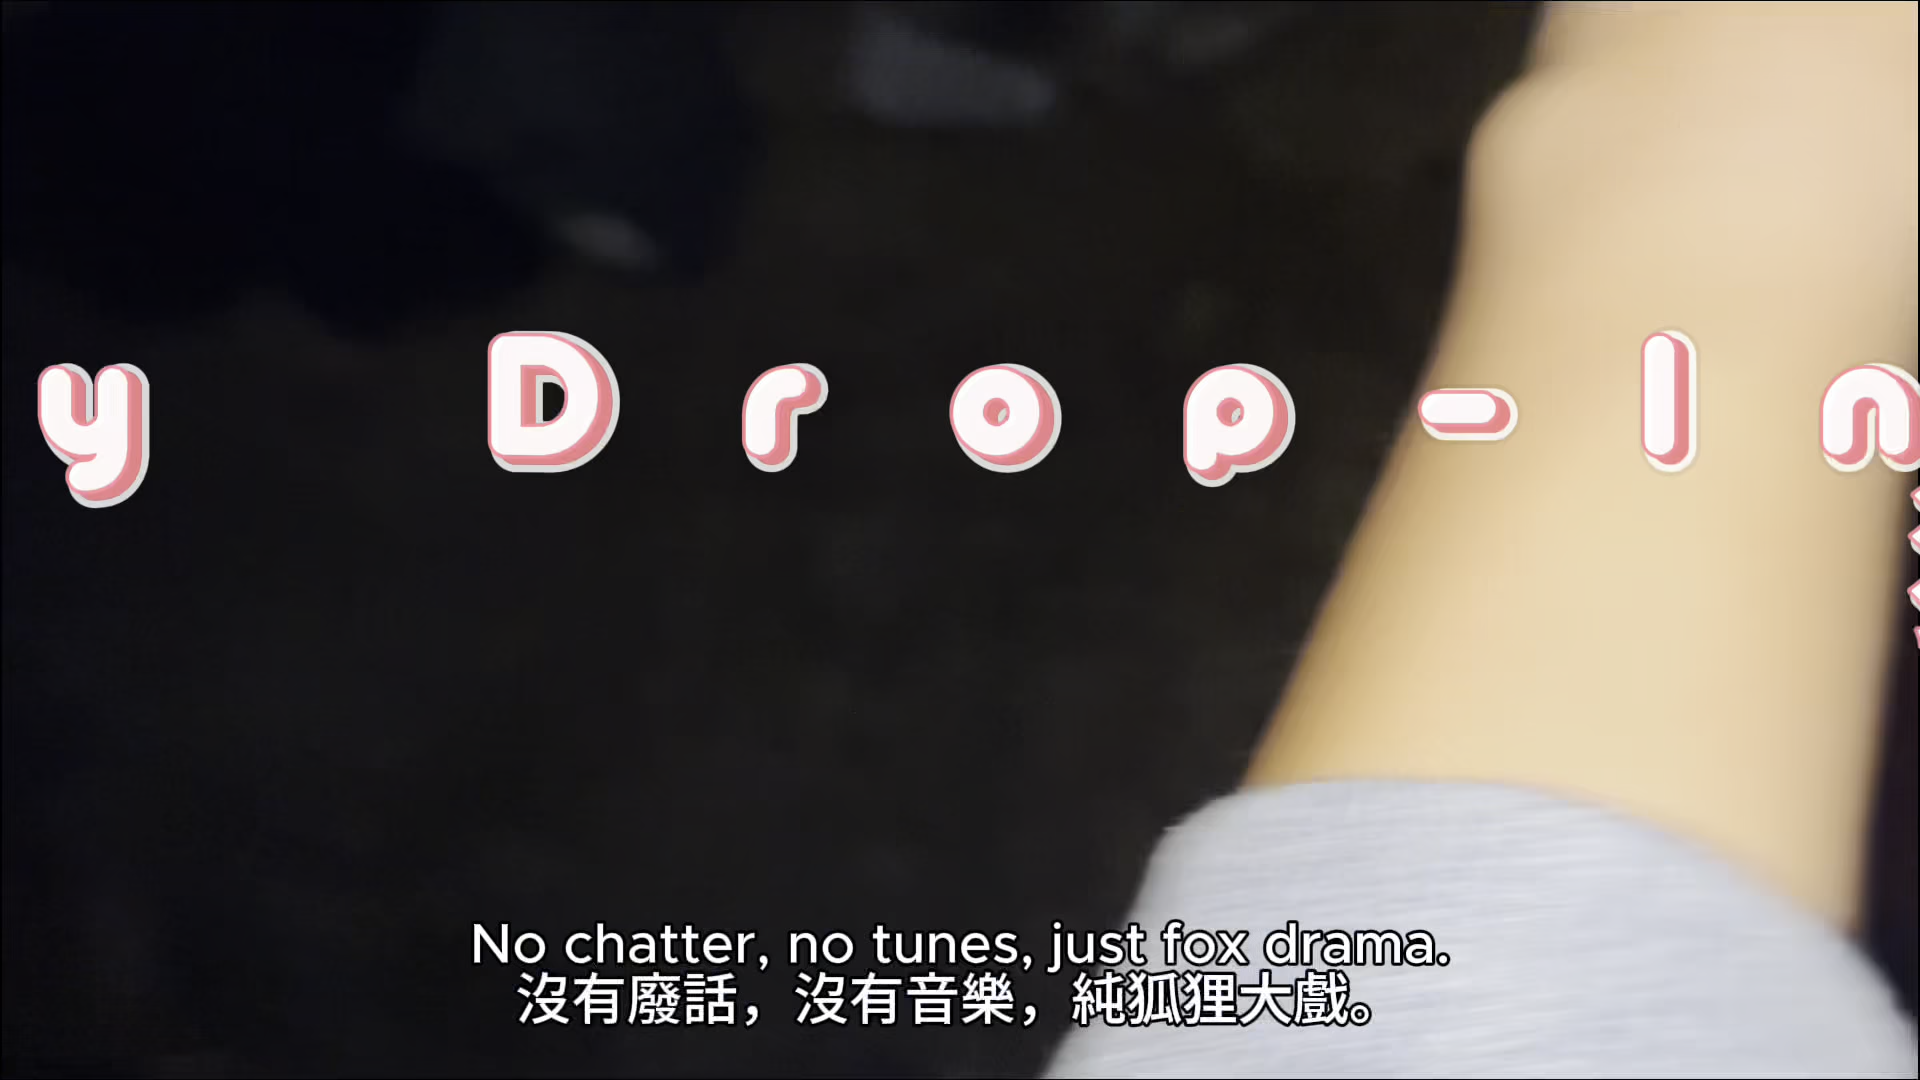 y Drop-In
No chatter, no tunes, just fox drama.
沒有廢話，沒有音樂，純狐狸大戲。